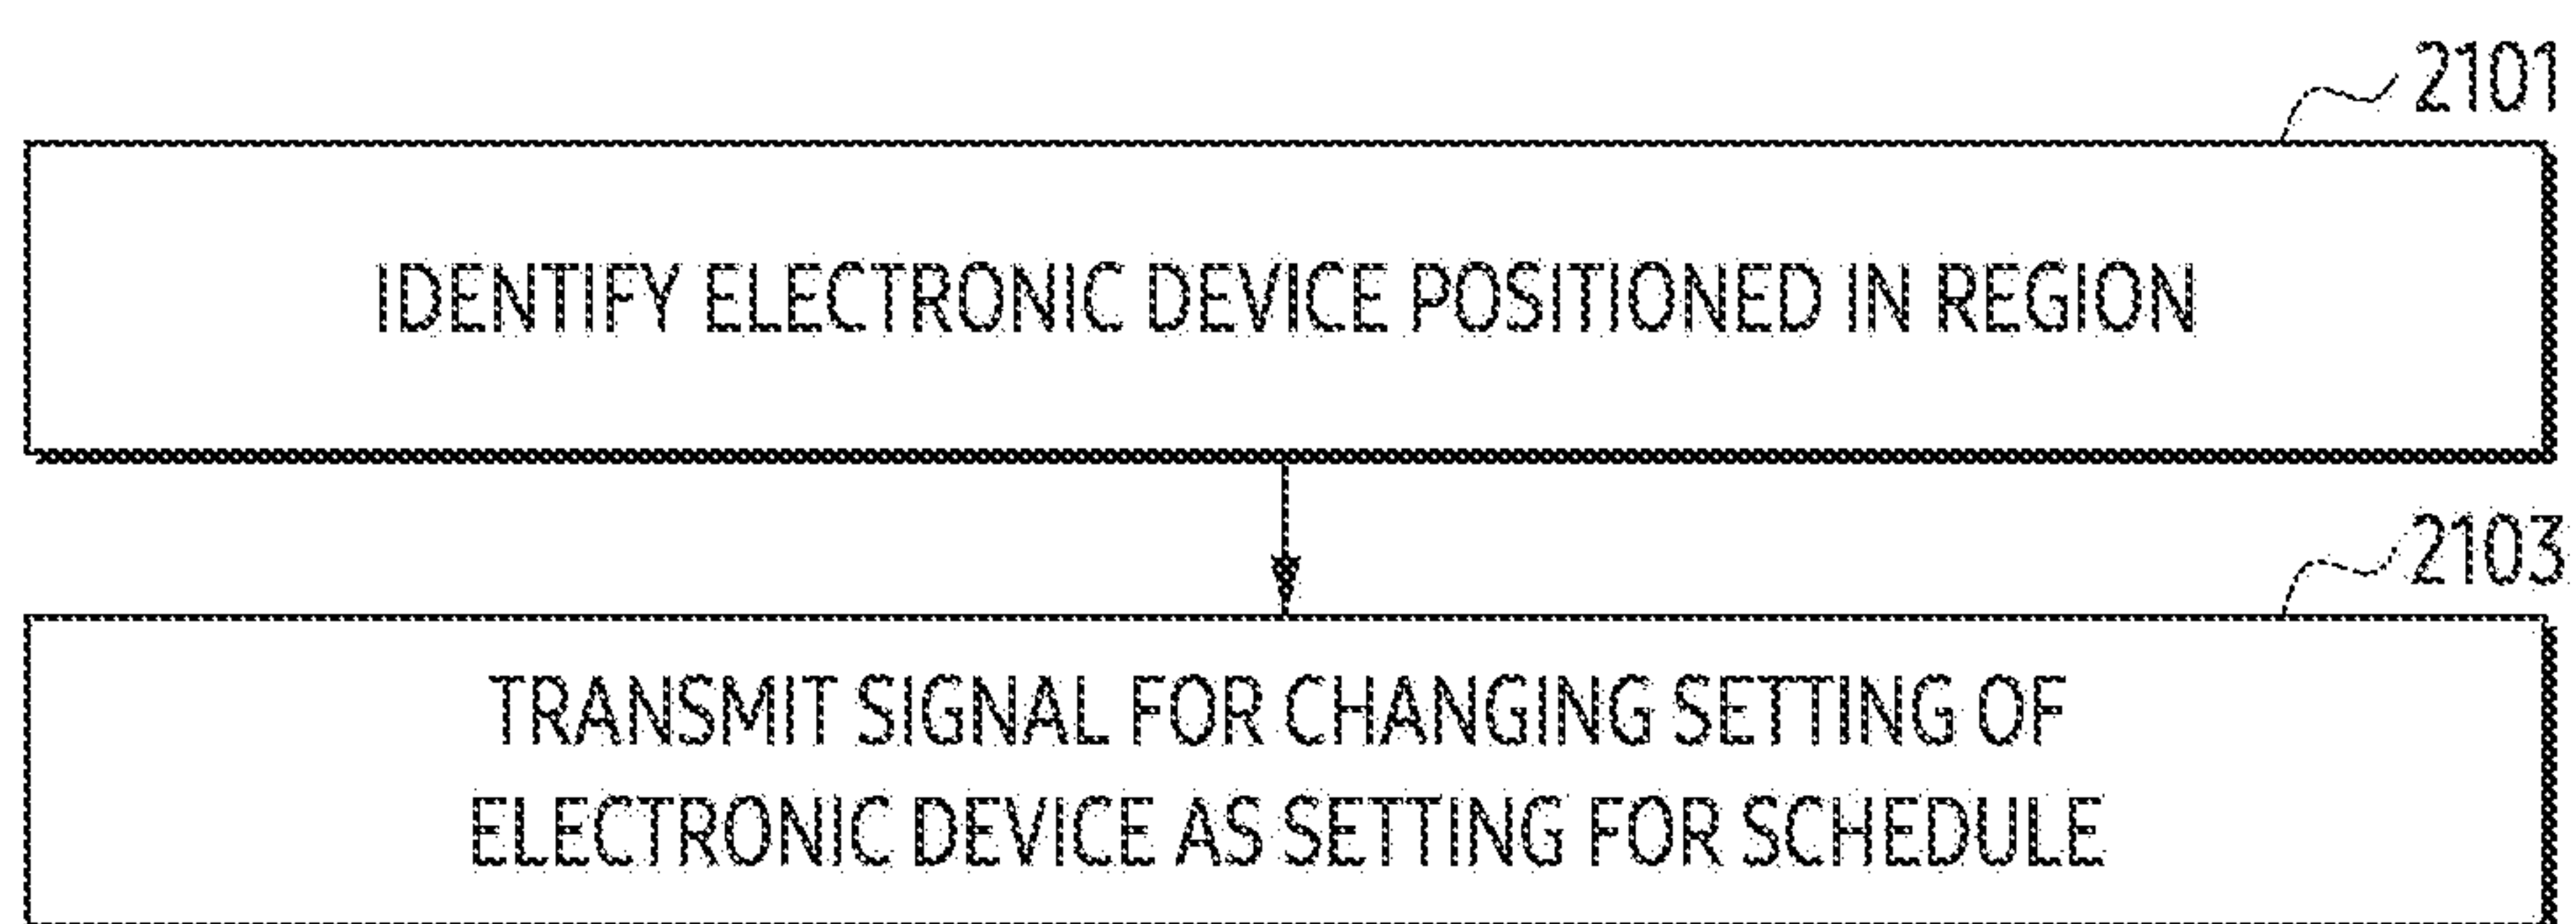 2101
IDENTIFY ELECTRONIC DEVICE POSITIONED IN REGION
2103
TRANSMIT SIGNAL FOR CHANGING SETTING OF
ELECTRONIC DEVICE AS SETTING FOR SCHEDULE